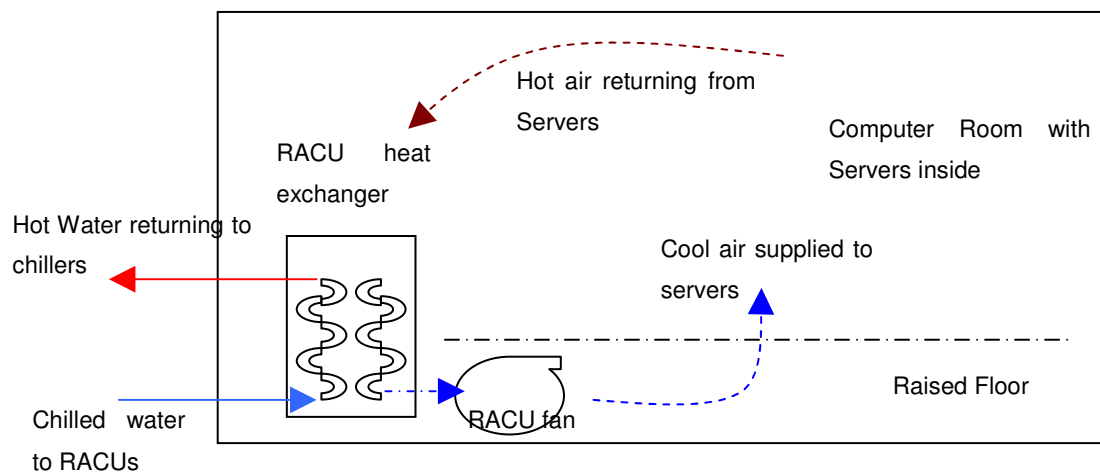 Hot air returning from
Servers
Computer Room with
Servers inside
RACU heat
exchanger
Hot Water returning to
chillers
Cool air supplied to
servers
Raised Floor
RACU fan
Chilled water
to RACUs